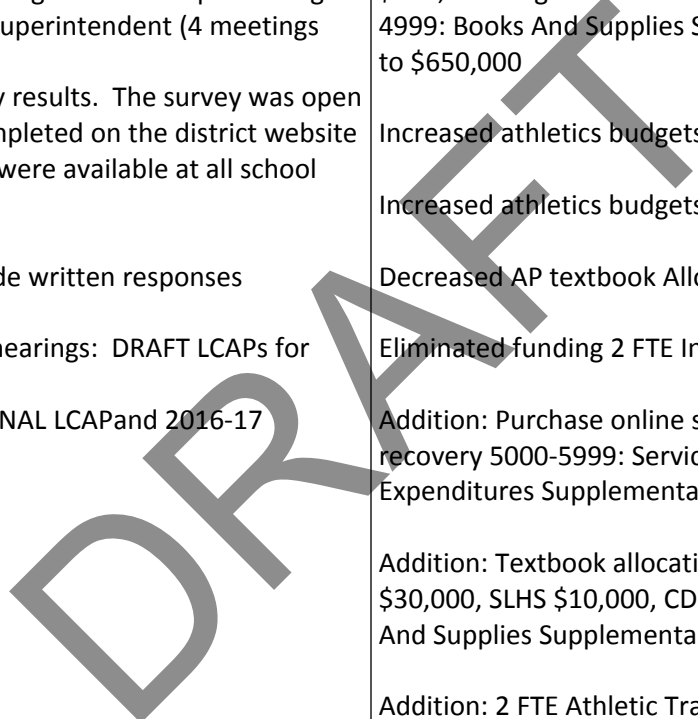 uperintendent (4 meetings
y results. The survey was open
mpleted on the district website
were available at all school
de written responses
hearings: DRAFT LCAPs for
NAL LCAPand 2016-17
4999: Books And Supplies S
to $650,000
Increased athletics budgets
Increased athletics budgets
Decreased AP textbook Allo
Eliminated funding 2 FTE In
Addition: Purchase online s
recovery 5000-5999: Servic
Expenditures Supplementa
Addition: Textbook allocati
$30,000, SLHS $10,000, CD
And Supplies Supplementa
Addition: 2 FTE Athletic Tra
DRAFT